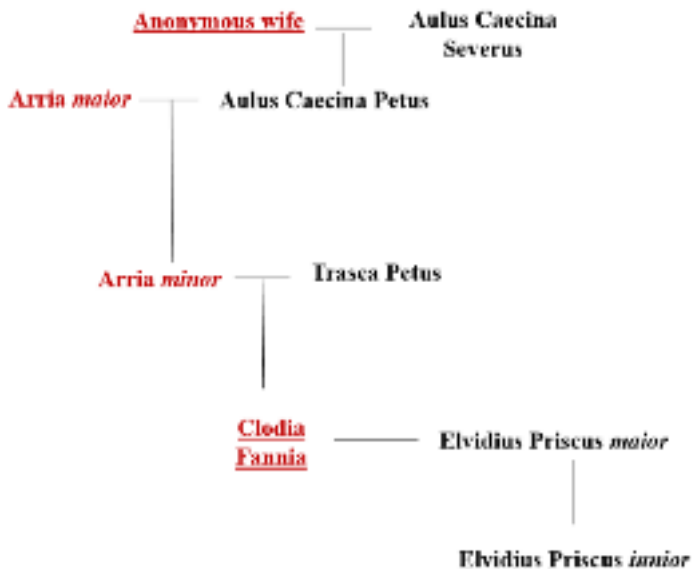 Anonymous wife
Aulus Caecina
Severus
Arria maior
Aulus Caecina Petus
Arria minor
Trasea Petus
Clodia
Fannia
Elvidius Priscus maior
Elvidius Priscus iunior